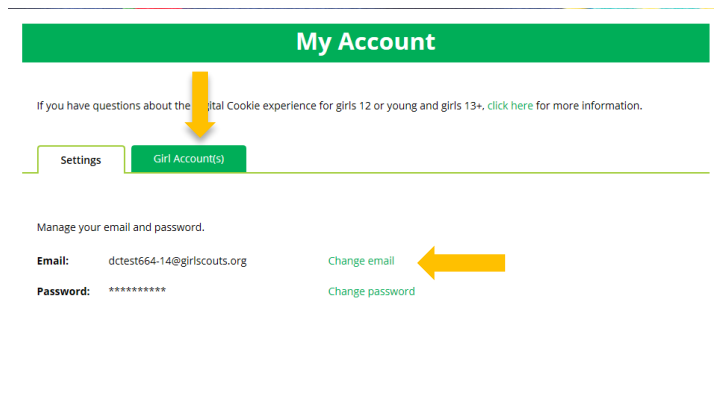 My Account
If you have questions about the Digital Cookie experience for girls 12 or young and girls 13+, click here for more information.
Settings
Girl Account(s)
Manage your email and password.
Email: dctest664-14@girlscouts.org Change email
Password: ********** Change password